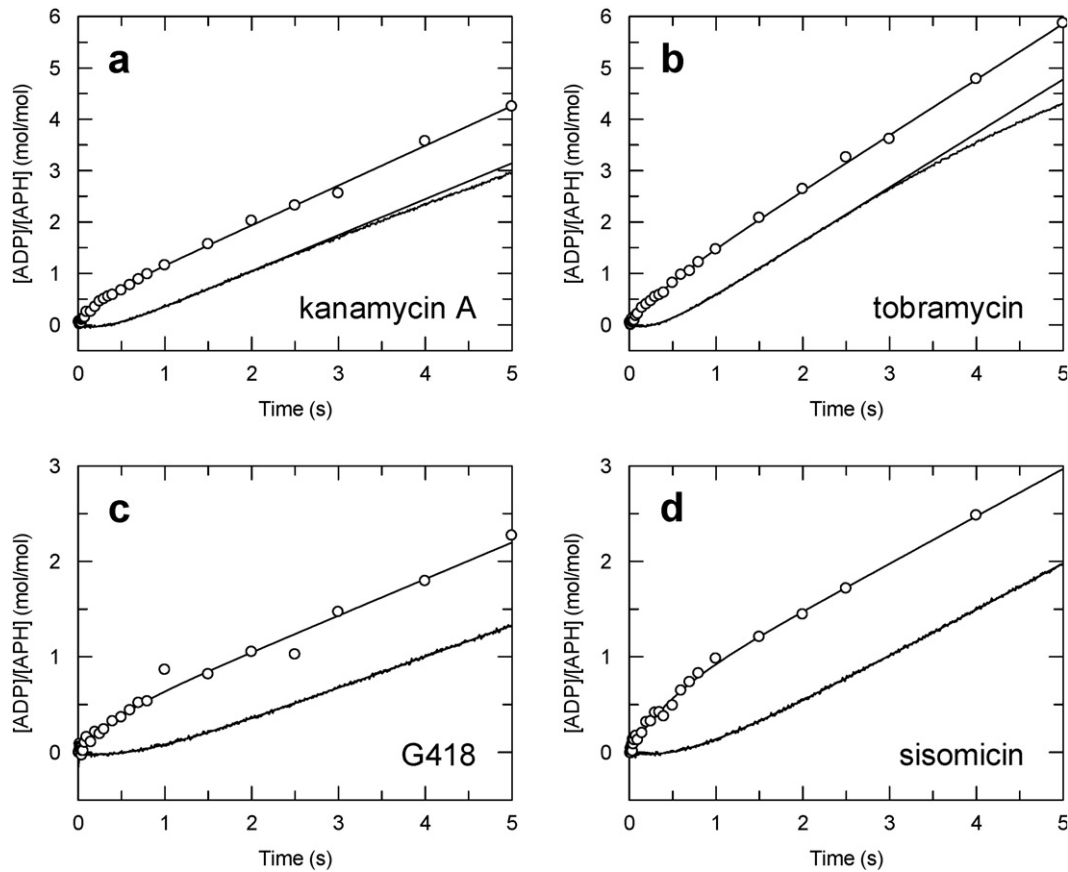 a
[ADP]/[APH] (mol/mol)
6
5
4
3
2
1
0
kanamycin A
0 1 2 3 4 5
Time (s)
b
[ADP]/[APH] (mol/mol)
6
5
4
3
2
1
0
tobramycin
0 1 2 3 4 5
Time (s)
c
[ADP]/[APH] (mol/mol)
3
2
1
0
G418
0 1 2 3 4 5
Time (s)
d
[ADP]/[APH] (mol/mol)
3
2
1
0
sisomicin
0 1 2 3 4 5
Time (s)